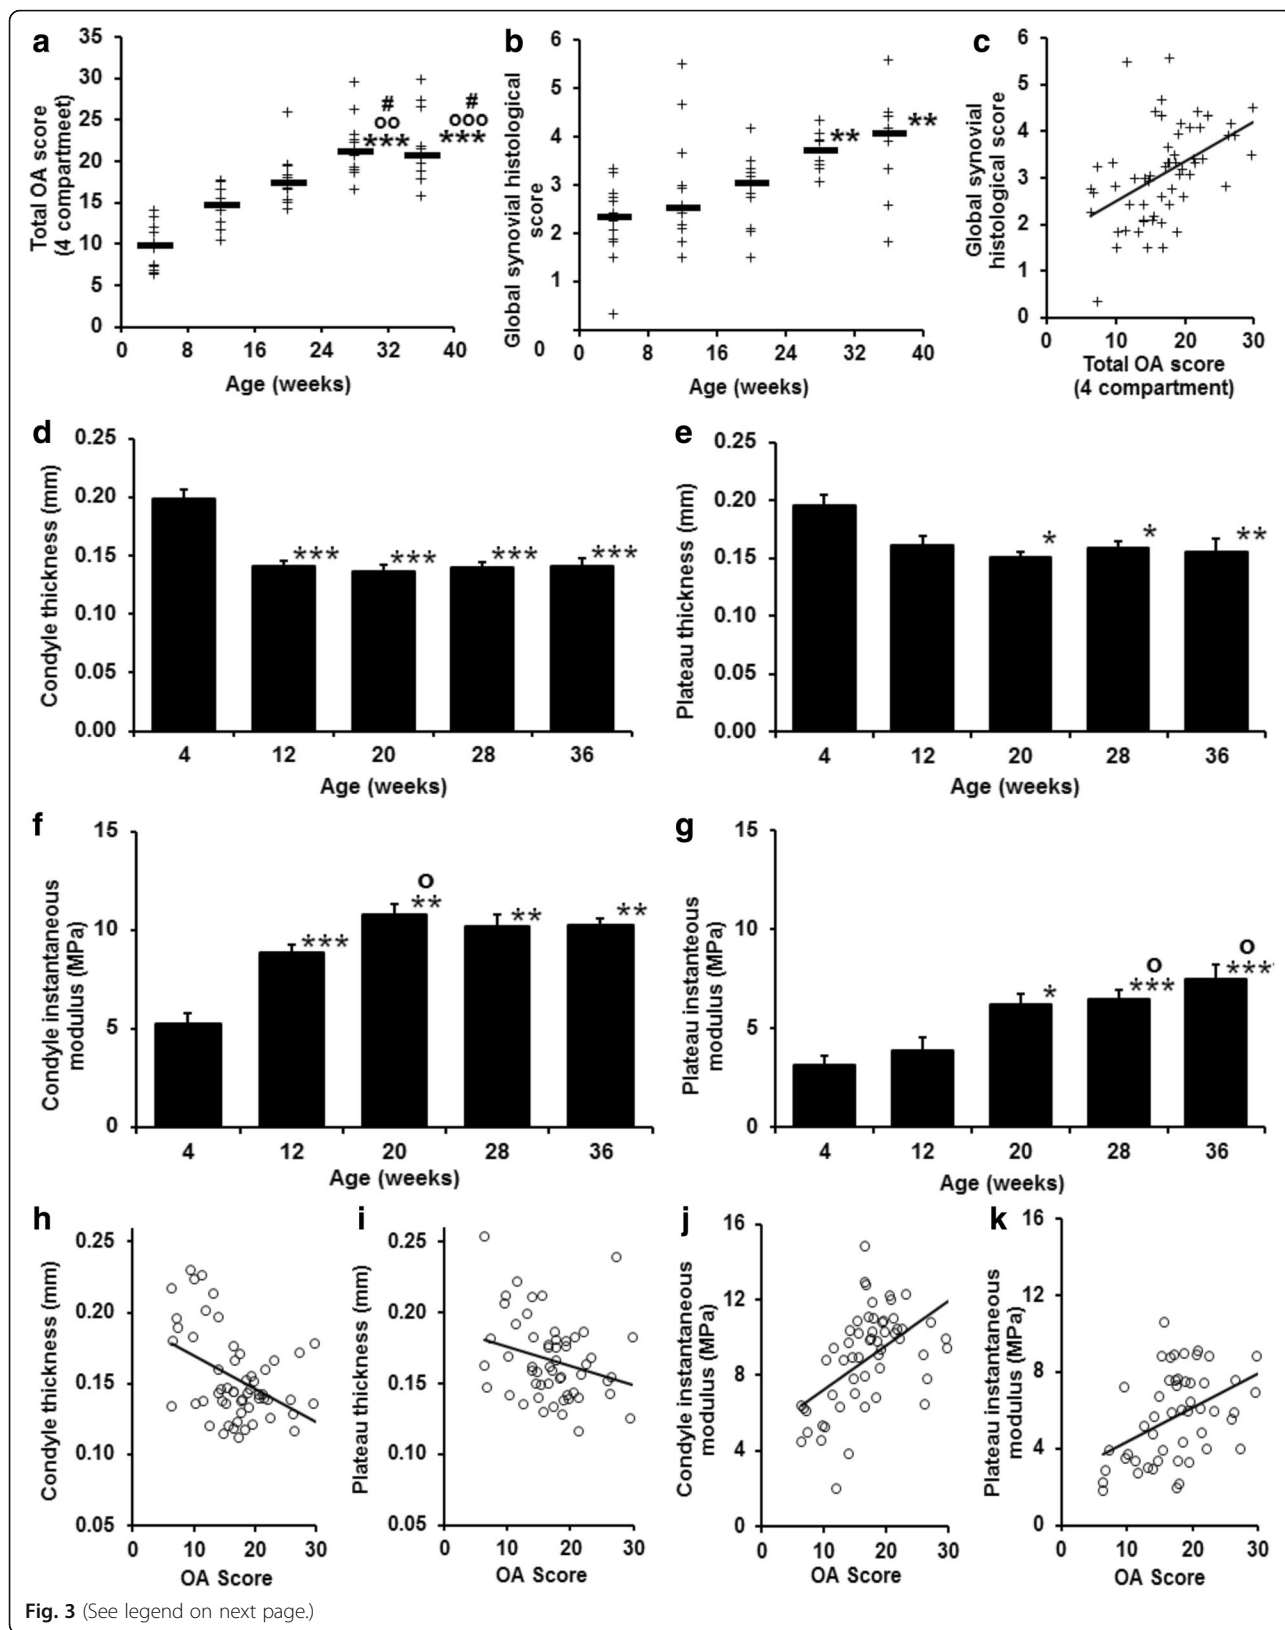 a
35
30
25
20
15
10
5
0
Total OA score
(4 compartmeet)
#
oo
***
#
ooo
***
0 8 16 24 32 40
Age (weeks)
b
6
5
4
3
2
1
0
Global synovial histological
score
**
**
0 8 16 24 32 40
Age (weeks)
c
6
5
4
3
2
1
0
Global synovial
histological score
0 10 20 30
Total OA score
(4 compartment)
d
0.25
0.20
0.15
0.10
0.05
0.00
Condyle thickness (mm)
*** *** *** ***
4 12 20 28 36
Age (weeks)
e
0.25
0.20
0.15
0.10
0.05
0.00
Plateau thickness (mm)
* * **
4 12 20 28 36
Age (weeks)
f
15
10
5
0
Condyle instantaneous
modulus (MPa)
o
*** ** ** **
4 12 20 28 36
Age (weeks)
g
15
10
5
0
Plateau instanteous
modulus (MPa)
o o
* *** ***
4 12 20 28 36
Age (weeks)
h
0.25
0.20
0.15
0.10
0.05
Condyle thickness (mm)
0 10 20 30
OA Score
i
0.25
0.20
0.15
0.10
0.05
Plateau thickness (mm)
0 10 20 30
OA Score
j
16
12
8
4
0
Condyle instantaneous
modulus (MPa)
0 10 20 30
OA Score
k
16
12
8
4
0
Plateau instantaneous
modulus (MPa)
0 10 20 30
OA Score
Fig. 3 (See legend on next page.)